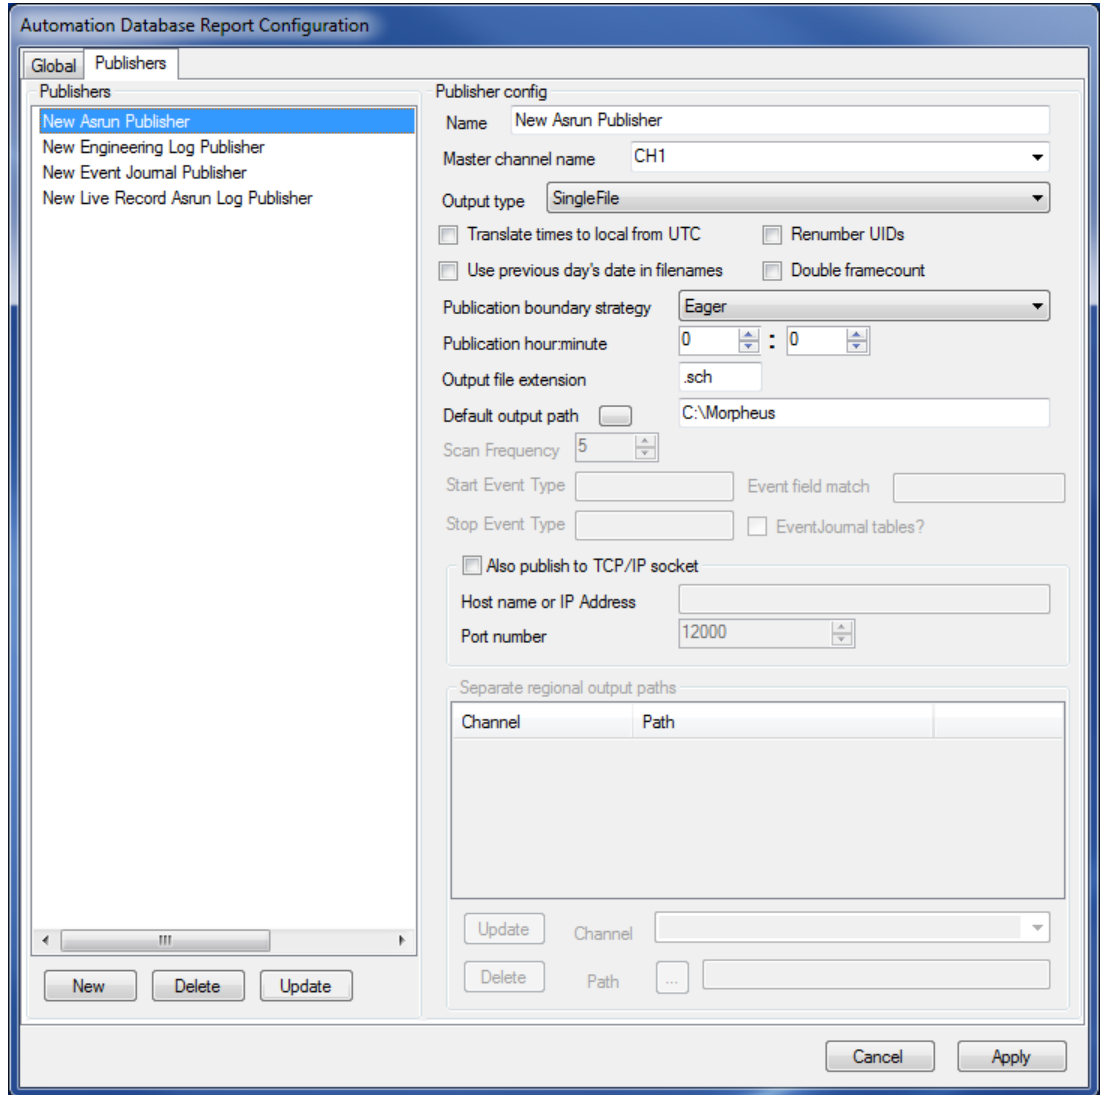 Automation Database Report Configuration
Global
Publishers
Publishers
New Asrun Publisher
New Engineering Log Publisher
New Event Journal Publisher
New Live Record Asrun Log Publisher
New
Delete
Update
Publisher config
Name New Asrun Publisher
Master channel name CH1
Output type SingleFile
Translate times to local from UTC Renumber UIDs
Use previous day's date in filenames Double framecount
Publication boundary strategy Eager
Publication hour:minute 0 : 0
Output file extension .sch
Default output path C:\Morpheus
Scan Frequency 5
Start Event Type Event field match
Stop Event Type EventJournal tables?
Also publish to TCP/IP socket
Host name or IP Address
Port number 12000
Separate regional output paths
Channel Path
Update Channel
Delete Path ...
Cancel Apply